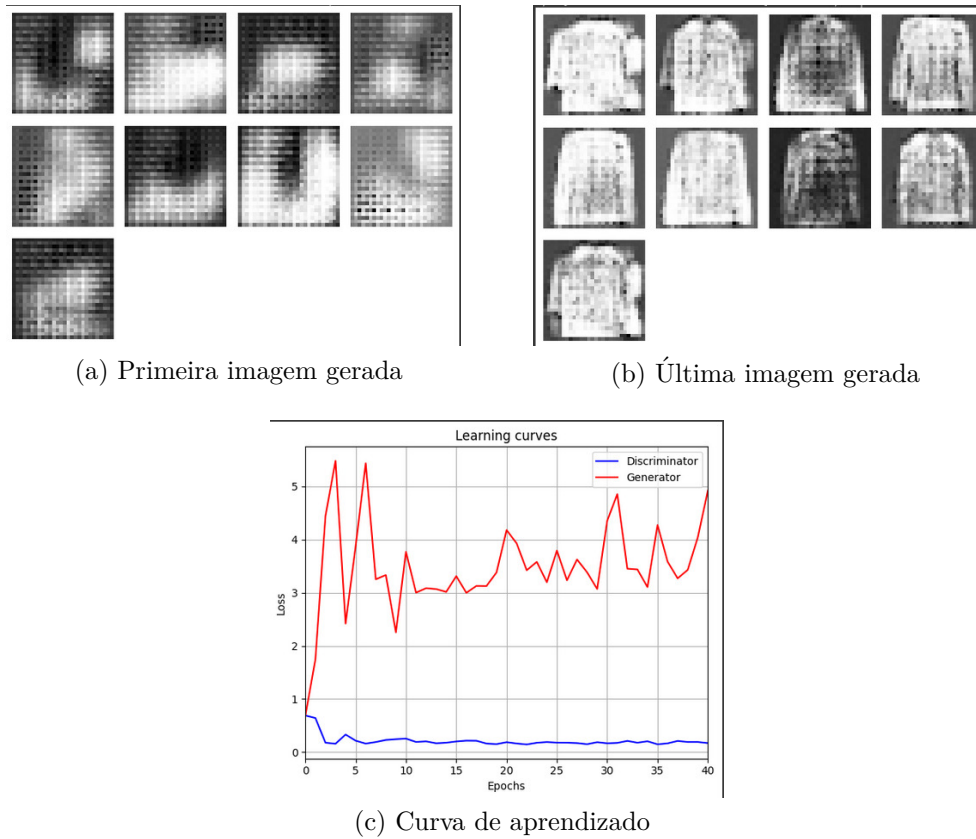 (a) Primeira imagem gerada
(b) Última imagem gerada
Learning curves
Discriminator
Generator
5
4
3
2
1
0
Loss
0 5 10 15 20 25 30 35 40
Epochs
(c) Curva de aprendizado